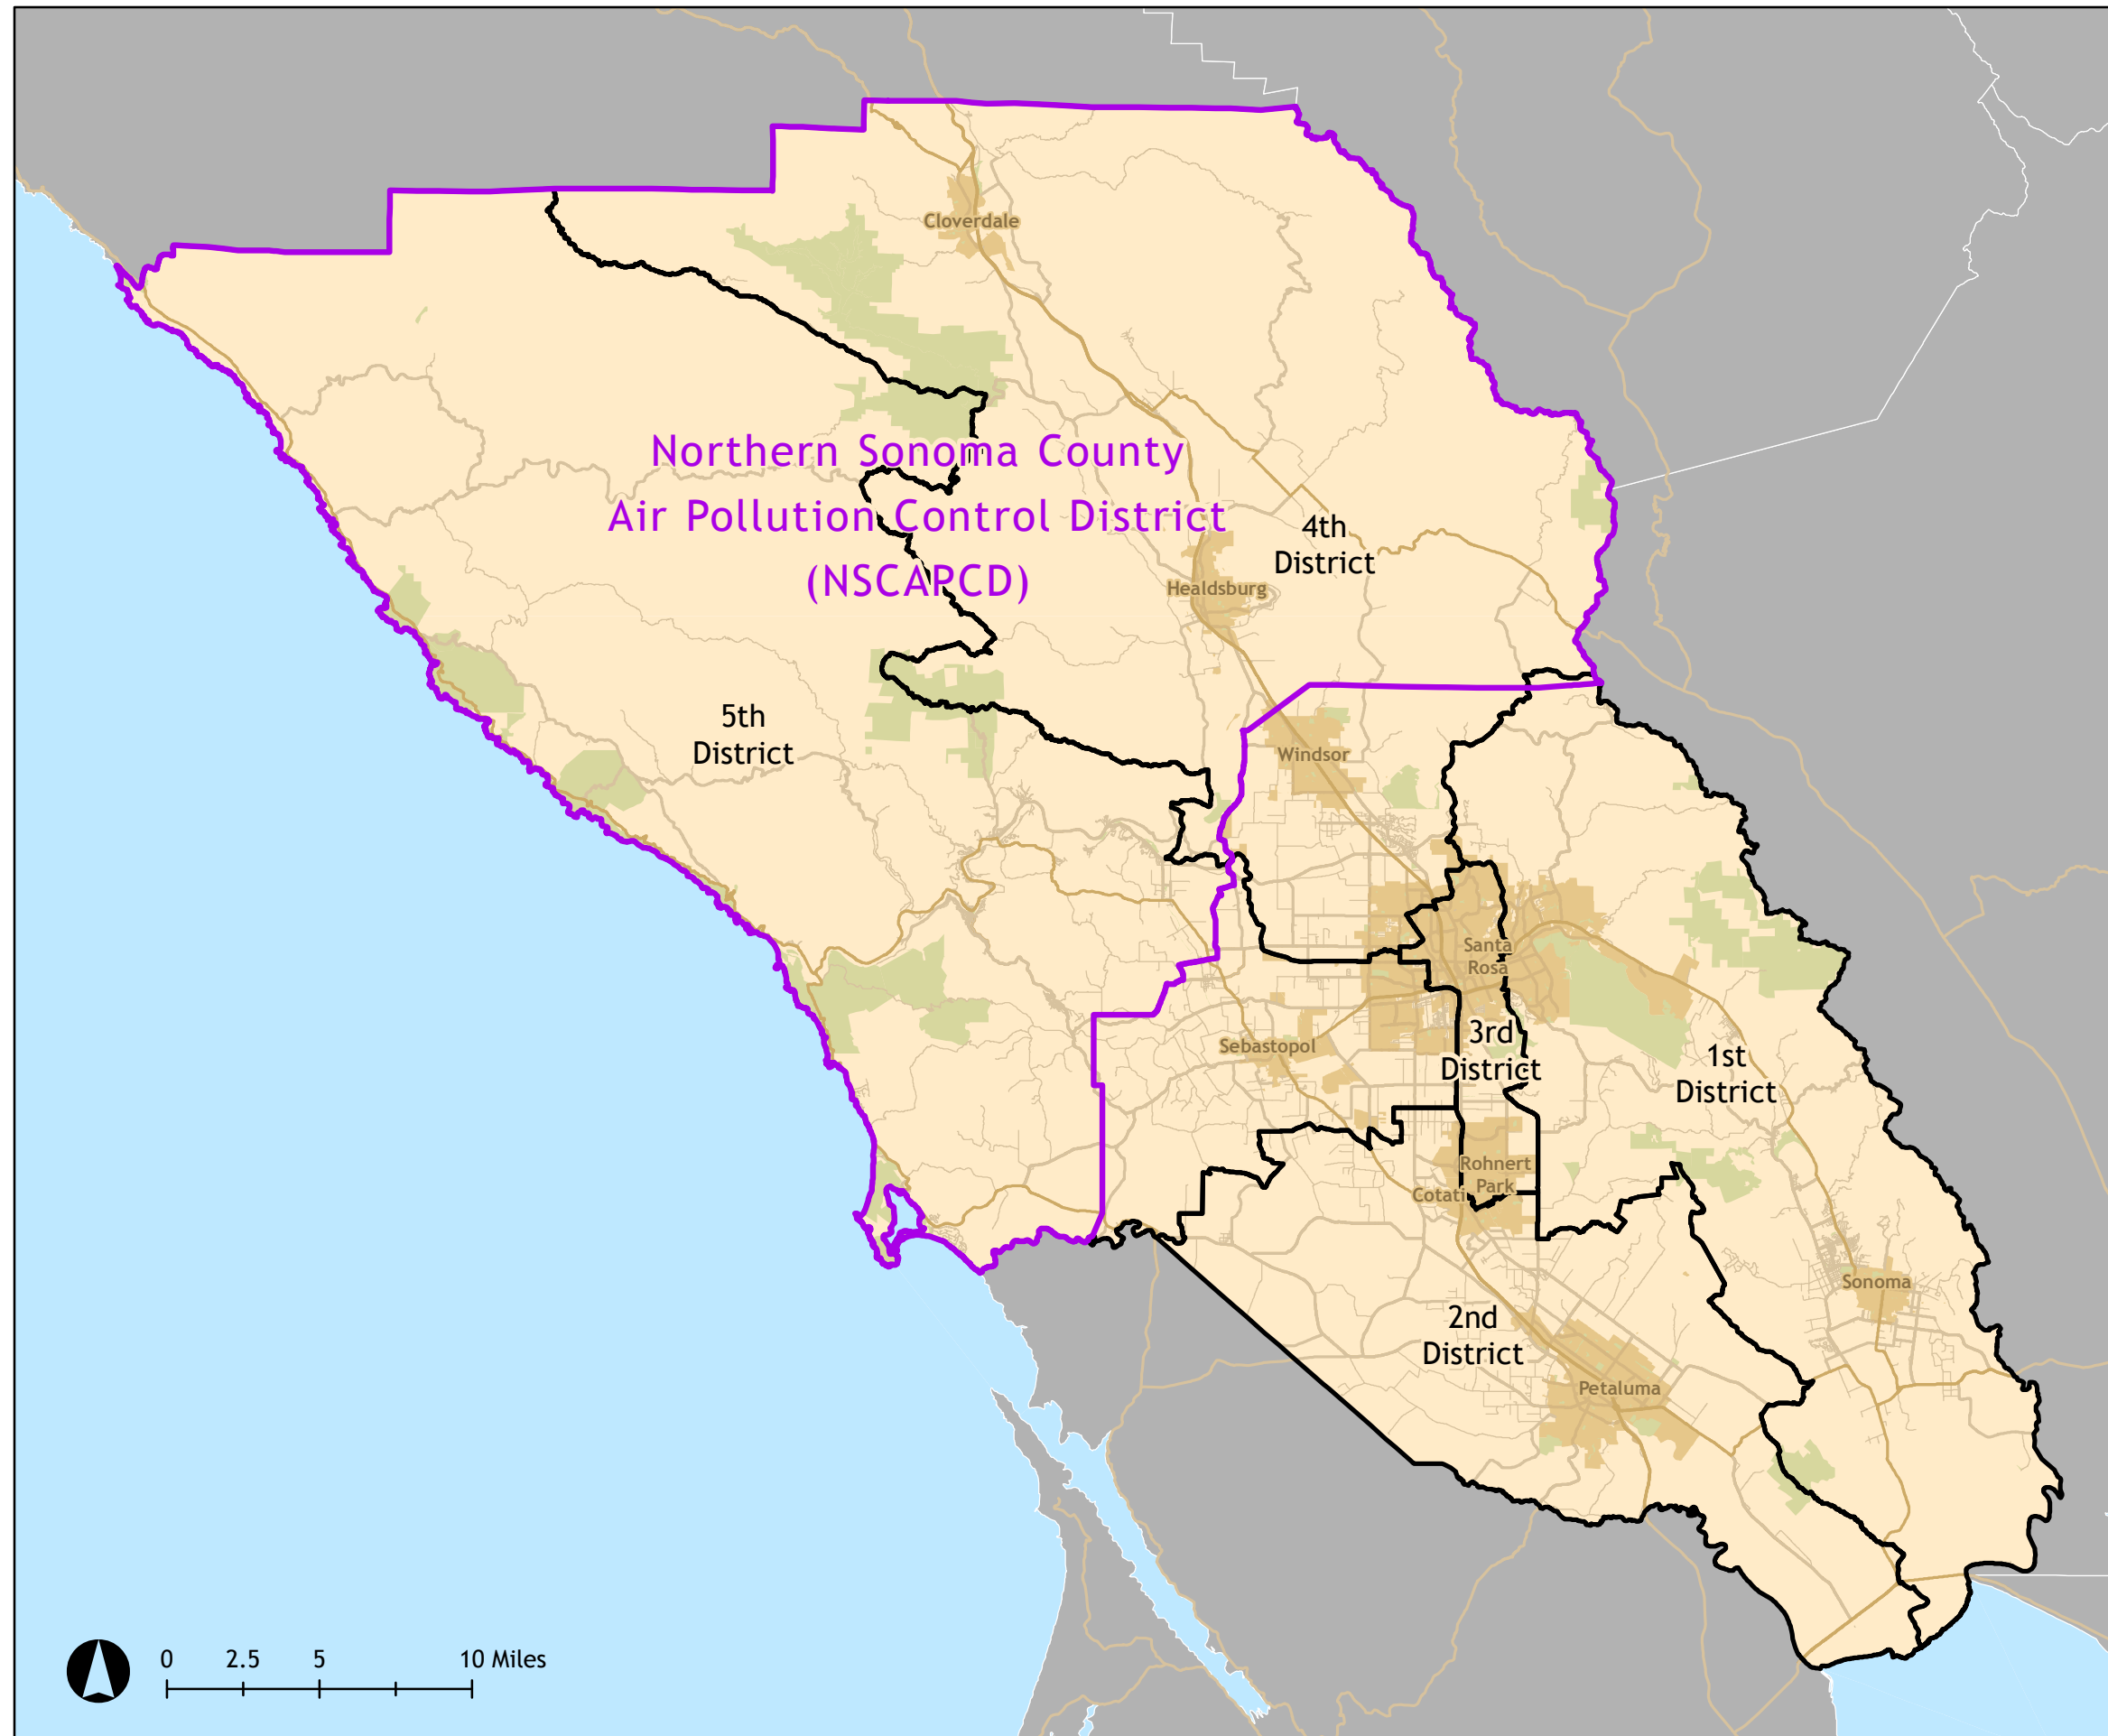 Cloverdale
Northern Sonoma County
Air Pollution Control District
(NSCAPCD)
4th
District
Healdsburg
5th
District
Windsor
Santa
Rosa
3rd
District
Sebastopol
1st
District
Rohnert
Park
Cotati
Sonoma
2nd
District
Petaluma
0 2.5 5 10 Miles